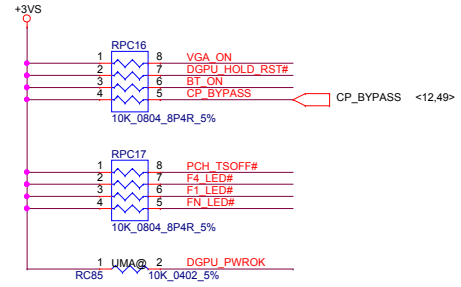 +3VS
RPC16
1 8 VGA_ON
2 7 DGPU_HOLD_RST#
3 6 BT_ON
4 5 CP_BYPASS CP_BYPASS <12,49>
10K_0804_8P4R_5%
RPC17
1 8 PCH_TSOFF#
2 7 F4_LED#
3 6 F1_LED#
4 5 FN_LED#
10K_0804_8P4R_5%
1 UMA@ 2 DGPU_PWROK
RC85 10K_0402_5%